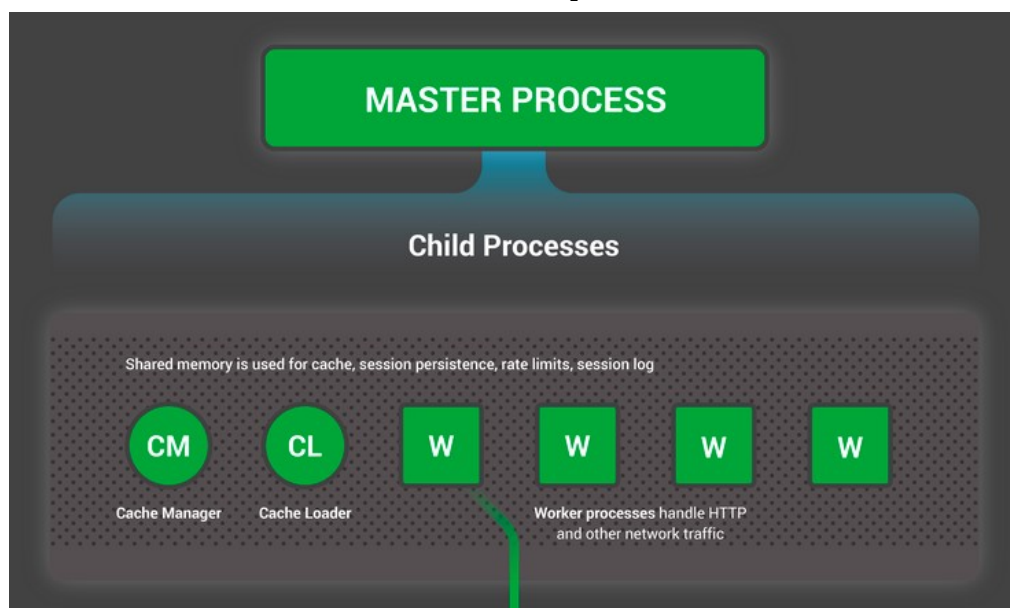 MASTER PROCESS
Child Processes
Shared memory is used for cache, session persistence, rate limits, session log
CM
CL
W
W
W
W
Cache Manager
Cache Loader
Worker processes handle HTTP
and other network traffic